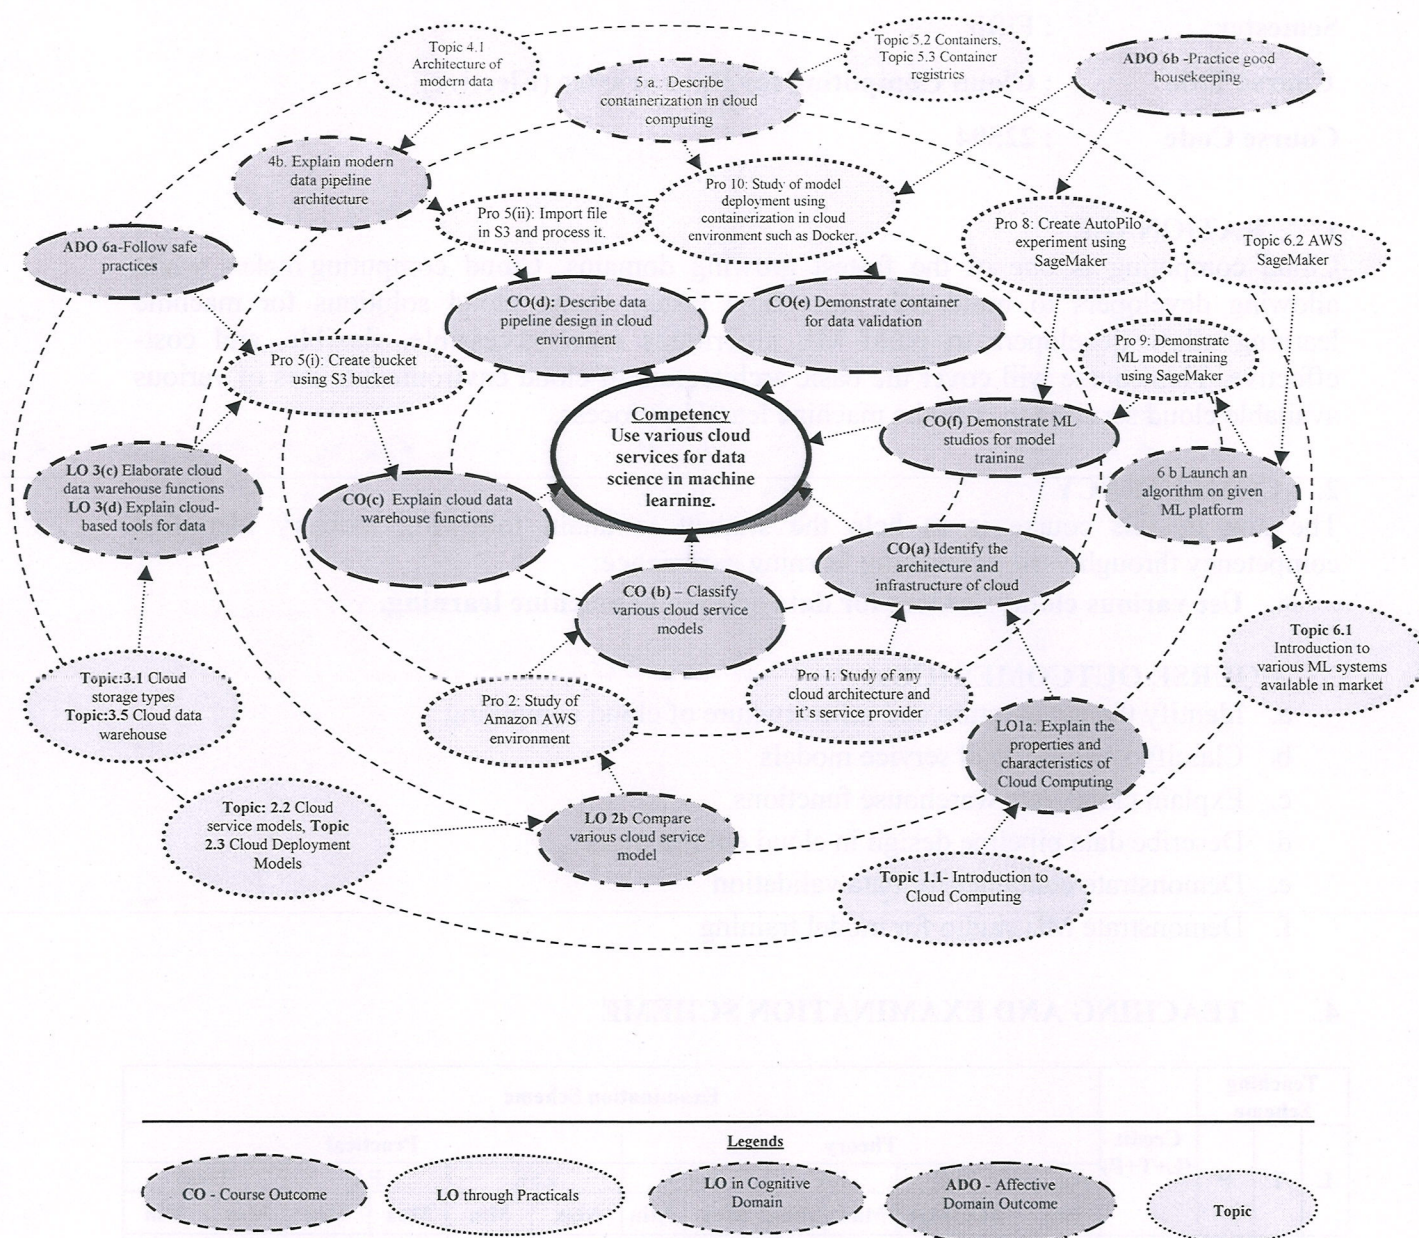 Topic 4.1
Architecture of
modern data
Topic 5.2 Containers.
Topic 5.3 Container
registries
ADO 6b -Practice good
housekeeping.
5.a.: Describe
containerization in cloud
computing
4b. Explain modern
data pipeline
architecture
Pro 5(ii): Import file
in S3 and process it.
Pro 10: Study of model
deployment using
containerization in cloud
environment such as Docker.
Pro 8: Create AutoPilo
experiment using
SageMaker
Topic 6.2 AWS
SageMaker
ADO 6a-Follow safe
practices
CO(d): Describe data
pipeline design in cloud
environment
CO(e) Demonstrate container
for data validation
Pro 5(i): Create bucket
using S3 bucket
Pro 9: Demonstrate
ML model training
using SageMaker
Competency
Use various cloud
services for data
science in machine
learning.
CO(f) Demonstrate ML
studios for model
training
LO 3(c) Elaborate cloud
data warehouse functions
LO 3(d) Explain cloud-
based tools for data
CO(c) Explain cloud data
warehouse functions
6 b Launch an
algorithm on given
ML platform
CO(a) Identify the
architecture and
infrastructure of cloud
CO (b) – Classify
various cloud service
models
Topic 6.1
Introduction to
various ML systems
available in market
Topic:3.1 Cloud
storage types
Topic:3.5 Cloud data
warehouse
Pro 2: Study of
Amazon AWS
environment
Pro 1: Study of any
cloud architecture and
it's service provider
LO1a: Explain the
properties and
characteristics of
Cloud Computing
Topic: 2.2 Cloud
service models, Topic
2.3 Cloud Deployment
Models
LO 2b Compare
various cloud service
model
Topic 1.1- Introduction to
Cloud Computing
Legends
CO - Course Outcome
LO through Practicals
LO in Cognitive
Domain
ADO - Affective
Domain Outcome
Topic